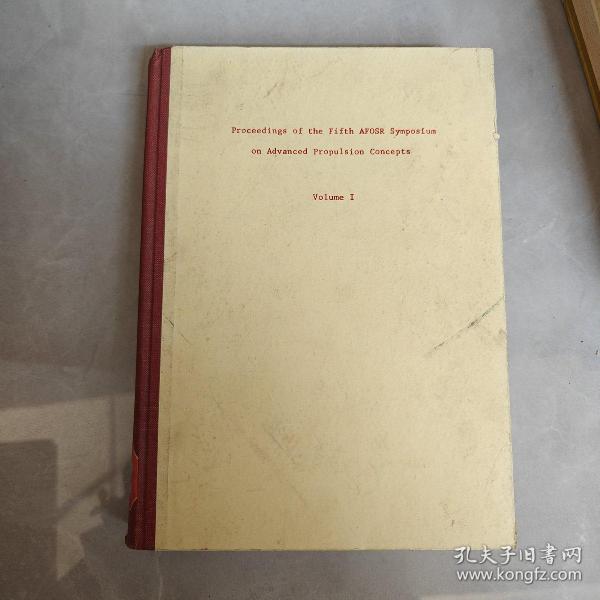 Proceedings of the Fifth AFOSR Symposium
on Advanced Propulsion Concepts
Volume I
孔夫子旧书网
www.kongfz.com